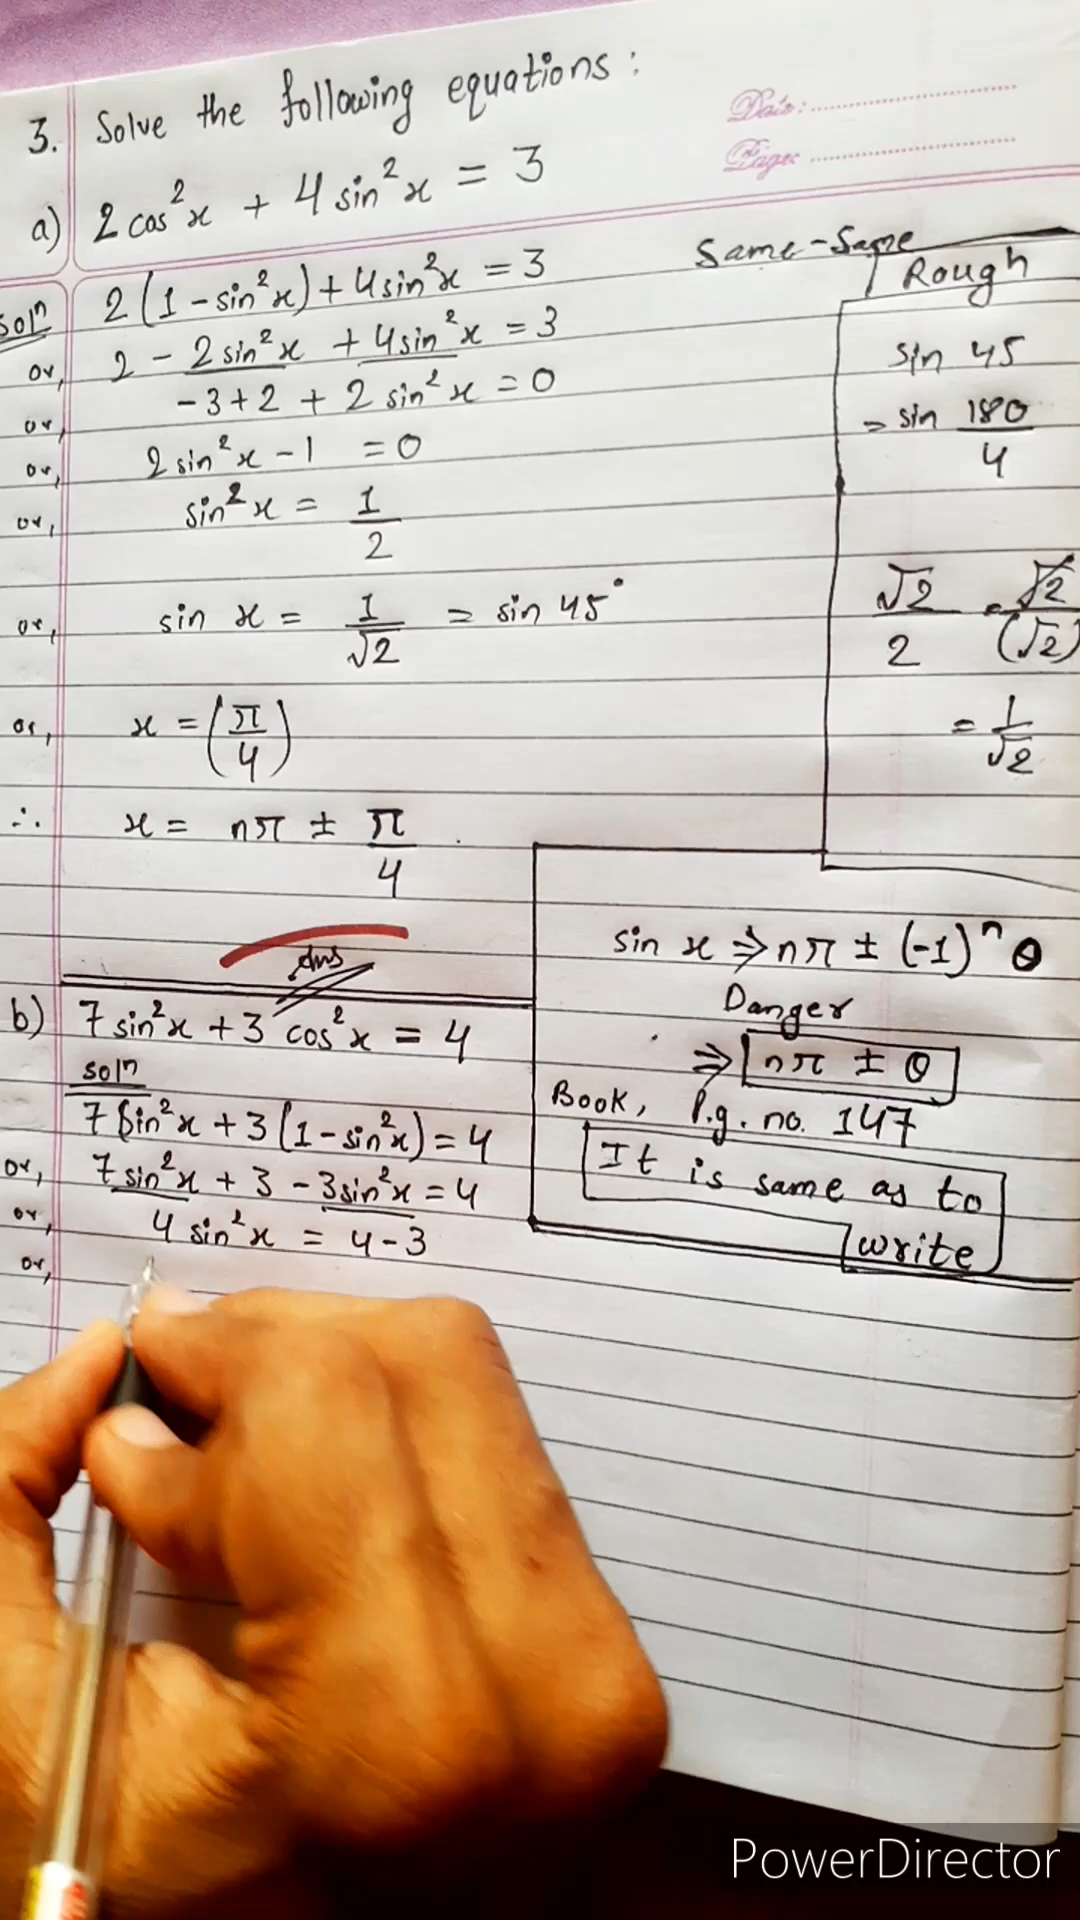 3. Solve the following equations:
Date:
Page:
a) 2 cos²x + 4 sin²x = 3
soln 2(1-sin²x) + 4sin²x = 3
or, 2 - 2sin²x + 4sin²x = 3
or, -3+2 + 2 sin²x = 0
or, 2 sin²x - 1 = 0
or, sin²x = 1/2
or, sin x = 1/√2 = sin 45°
or, x = (π/4)
∴ x = nπ ± π/4
Ans
Same-Same
Rough
sin 45
= sin 180/4
√2/2 = √2/(√2)
= 1/√2
sin x ⇒ nπ ± (-1)ⁿ θ
Danger
⇒ nπ ± θ
Book, P.g. no. 147
It is same as to
write
b) 7 sin²x + 3 cos²x = 4
soln
7 sin²x + 3(1-sin²x) = 4
or, 7 sin²x + 3 - 3sin²x = 4
or, 4 sin²x = 4-3
or,
PowerDirector